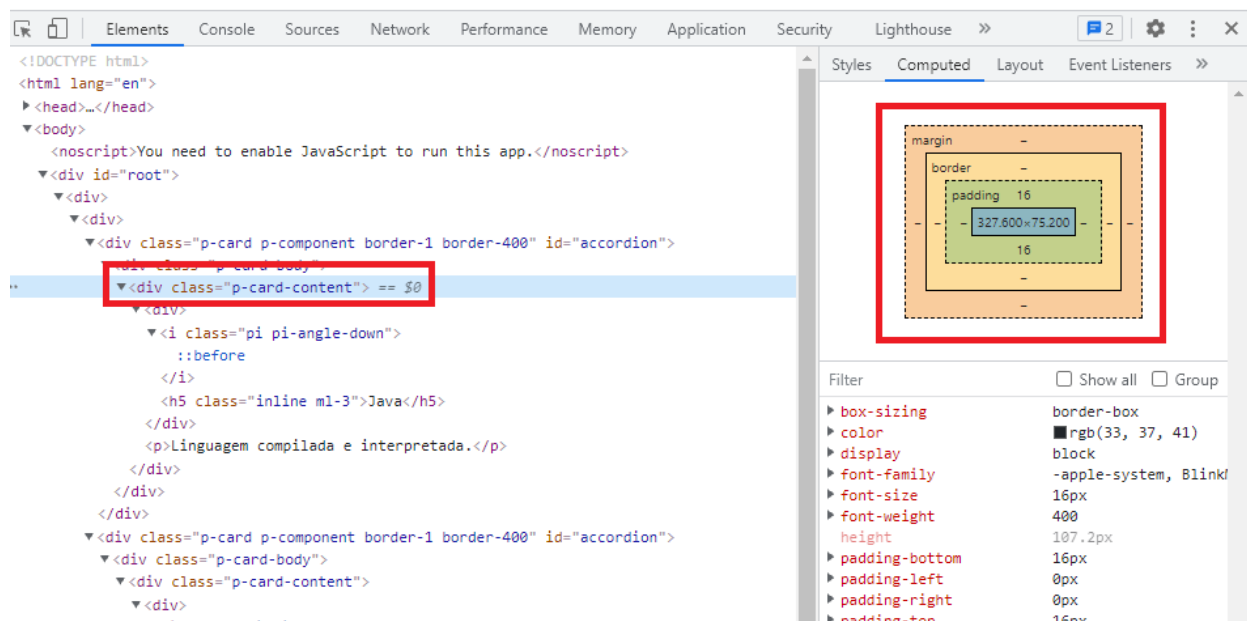 Elements Console Sources Network Performance Memory Application Security Lighthouse » 2
<!DOCTYPE html>
<html lang="en">
<head>…</head>
<body>
<noscript>You need to enable JavaScript to run this app.</noscript>
<div id="root">
<div>
<div>
<div class="p-card p-component border-1 border-400" id="accordion">
<div class="p-card-body">
<div class="p-card-content"> == $0
<div>
<i class="pi pi-angle-down">
::before
</i>
<h5 class="inline ml-3">Java</h5>
</div>
<p>Linguagem compilada e interpretada.</p>
</div>
</div>
</div>
<div class="p-card p-component border-1 border-400" id="accordion">
<div class="p-card-body">
<div class="p-card-content">
<div>
Styles Computed Layout Event Listeners »
margin –
border –
padding 16
– – – 327.600×75.200 – – –
16
–
–
Filter Show all Group
box-sizing border-box
color rgb(33, 37, 41)
display block
font-family -apple-system, Blink
font-size 16px
font-weight 400
height 107.2px
padding-bottom 16px
padding-left 0px
padding-right 0px
padding-top 16px